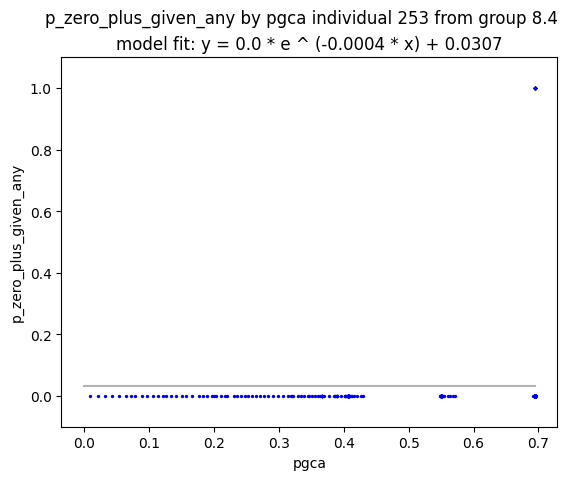 p_zero_plus_given_any by pgca individual 253 from group 8.4
model fit: y = 0.0 * e ^ (-0.0004 * x) + 0.0307
1.0
0.8
0.6
0.4
0.2
0.0
p_zero_plus_given_any
0.0 0.1 0.2 0.3 0.4 0.5 0.6 0.7
pgca